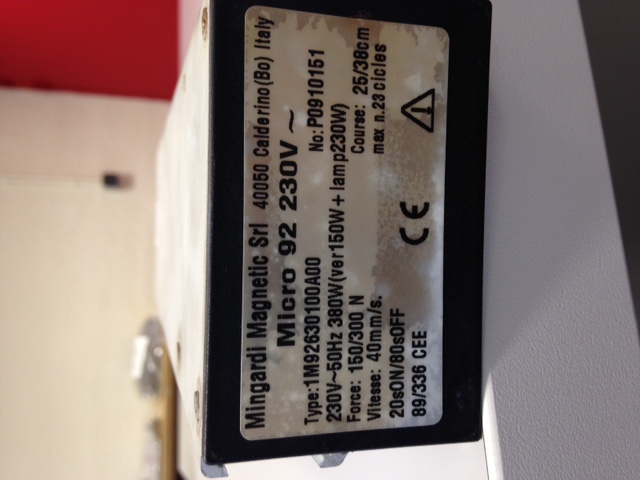 Mingardi Magnetic Srl 40050 Calderino(Bo) Italy
Micro 92 230V ~
Type:1M92630100A00 No:P0910151
230V~50Hz 380W(ver150W+lamp230W)
Force: 150/300 N Course: 25/38cm
Vitesse: 40mm/s. max n.23 cicles
20sON/80sOFF
89/336 CEE CE